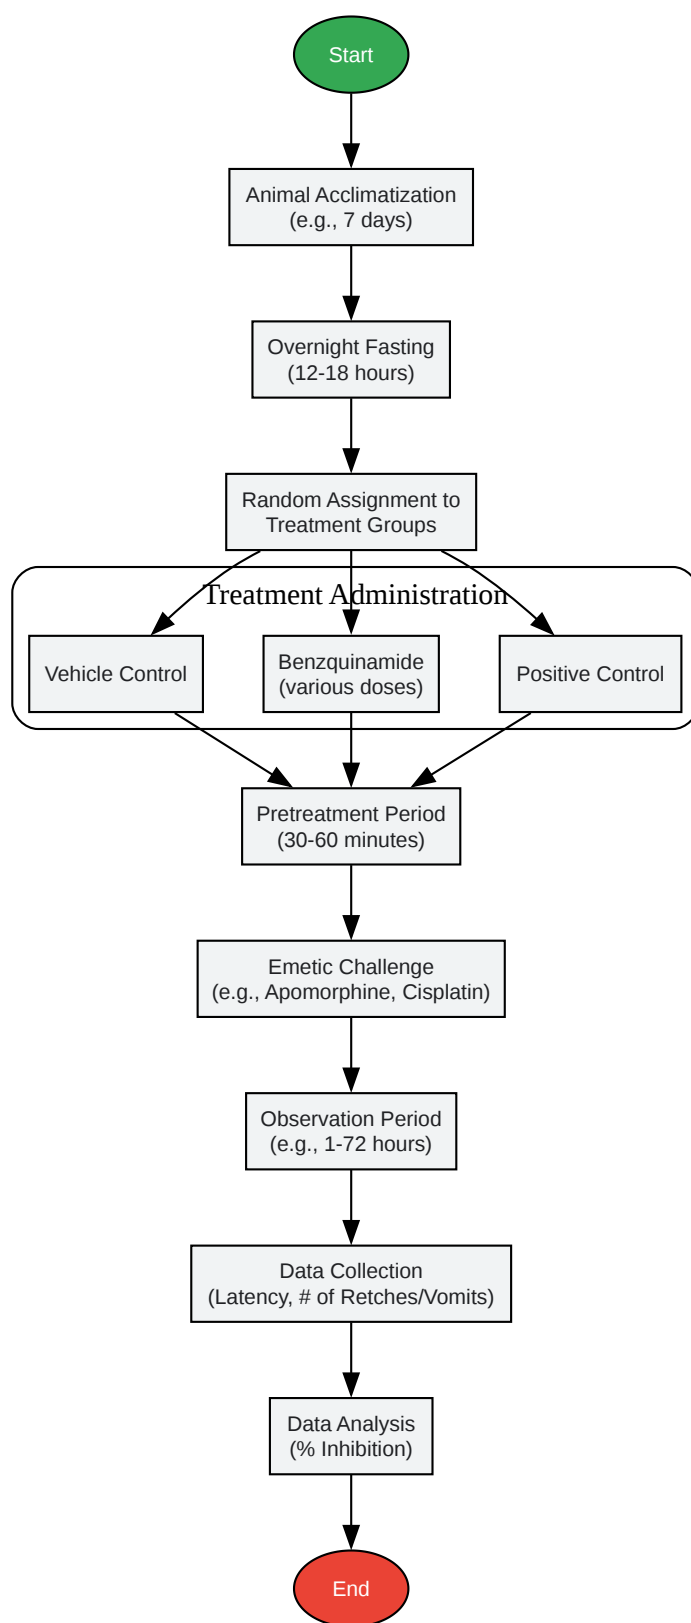 Start
Animal Acclimatization
(e.g., 7 days)
Overnight Fasting
(12-18 hours)
Random Assignment to
Treatment Groups
Treatment Administration
Vehicle Control
Benzquinamide
(various doses)
Positive Control
Pretreatment Period
(30-60 minutes)
Emetic Challenge
(e.g., Apomorphine, Cisplatin)
Observation Period
(e.g., 1-72 hours)
Data Collection
(Latency, # of Retches/Vomits)
Data Analysis
(% Inhibition)
End